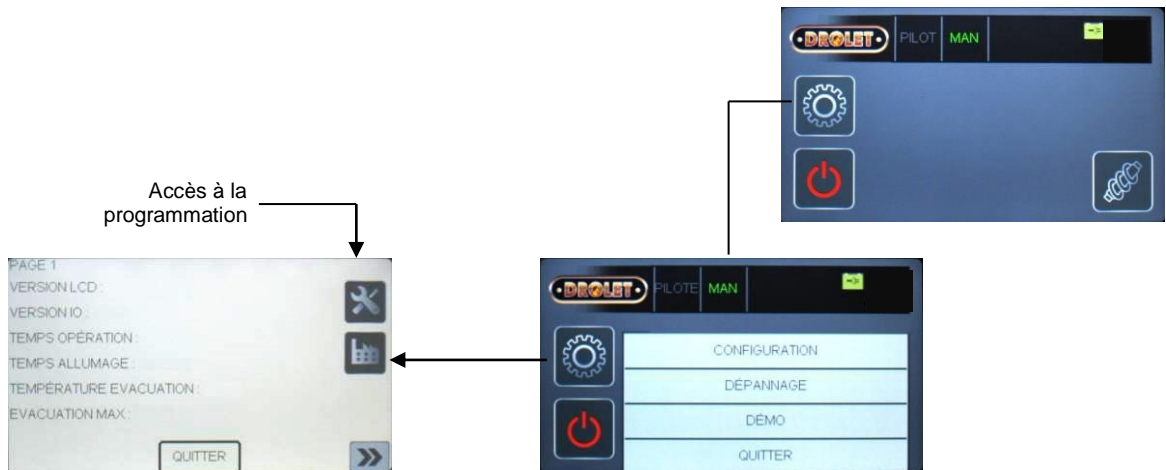 DROLET PILOT MAN
Accès à la
programmation
PAGE 1
VERSION LCD :
VERSION IO :
TEMPS OPÉRATION :
TEMPS ALLUMAGE :
TEMPÉRATURE EVACUATION :
EVACUATION MAX :
QUITTER
DROLET PILOTE MAN
CONFIGURATION
DÉPANNAGE
DÉMO
QUITTER